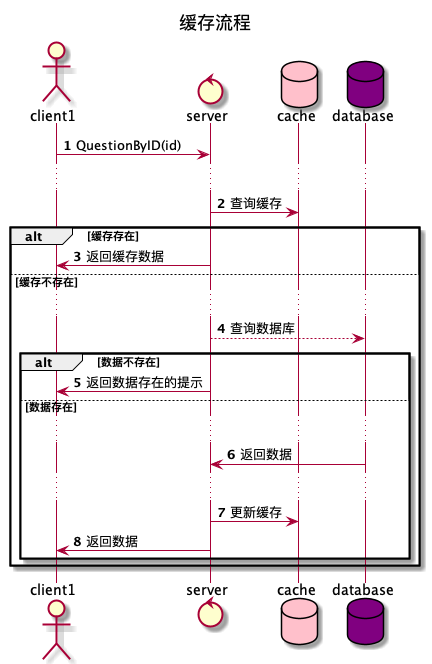 缓存流程
client1 server cache database
1 QuestionByID(id)
2 查询缓存
alt [缓存存在]
3 返回缓存数据
[缓存不存在]
4 查询数据库
alt [数据不存在]
5 返回数据存在的提示
[数据存在]
6 返回数据
7 更新缓存
8 返回数据
client1 server cache database